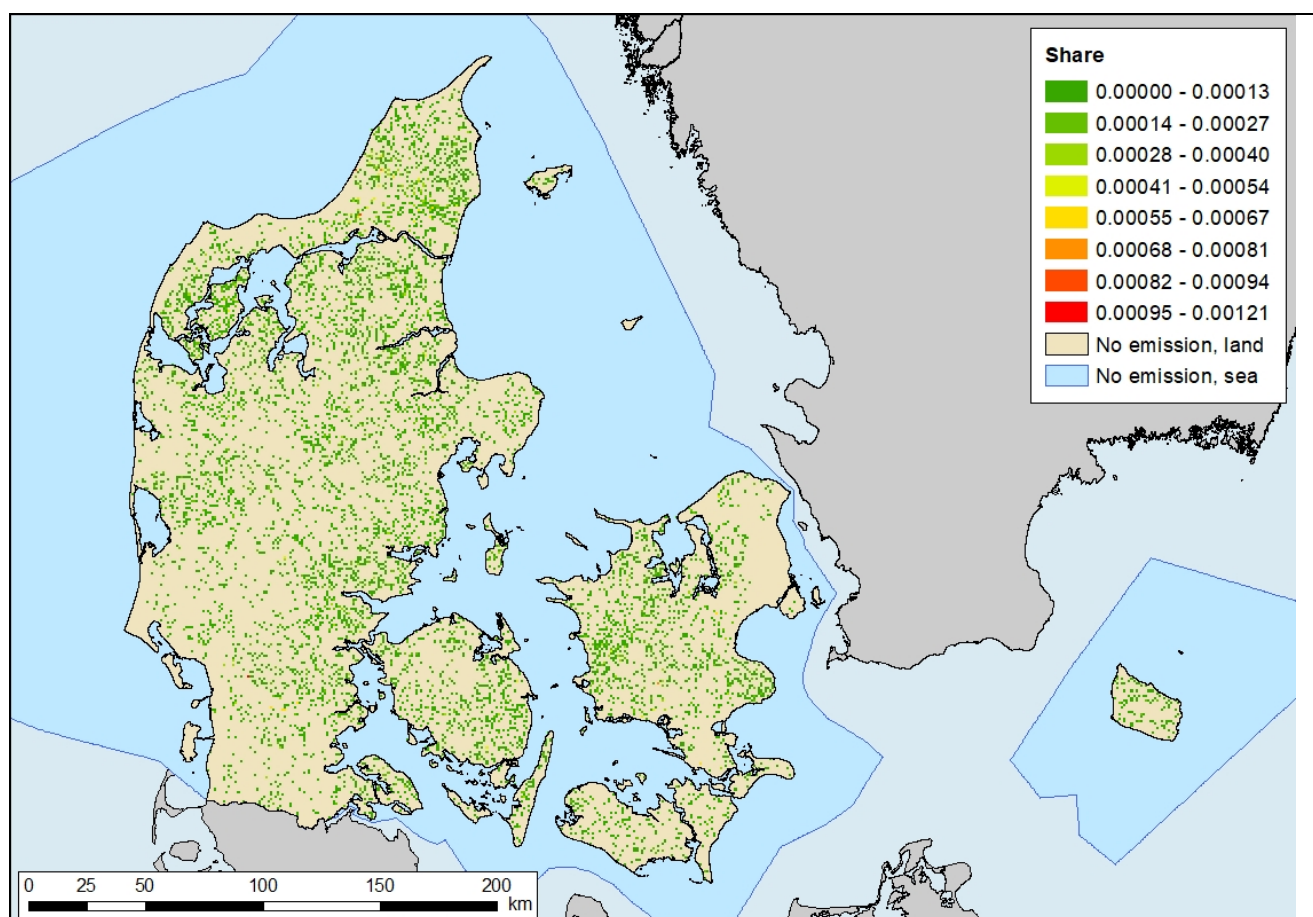 Share
0.00000 - 0.00013
0.00014 - 0.00027
0.00028 - 0.00040
0.00041 - 0.00054
0.00055 - 0.00067
0.00068 - 0.00081
0.00082 - 0.00094
0.00095 - 0.00121
No emission, land
No emission, sea
0 25 50 100 150 200
km